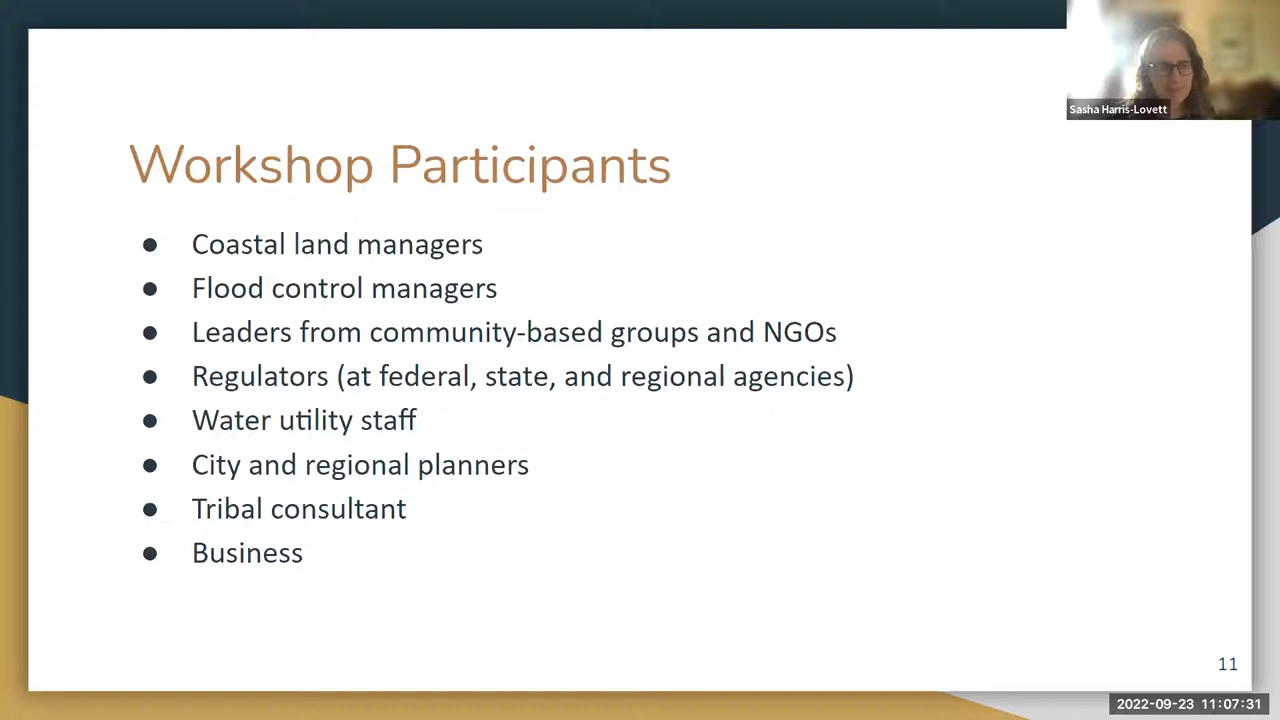 Sasha Harris-Lovett
Workshop Participants
● Coastal land managers
● Flood control managers
● Leaders from community-based groups and NGOs
● Regulators (at federal, state, and regional agencies)
● Water utility staff
● City and regional planners
● Tribal consultant
● Business
11
2022-09-23 11:07:31